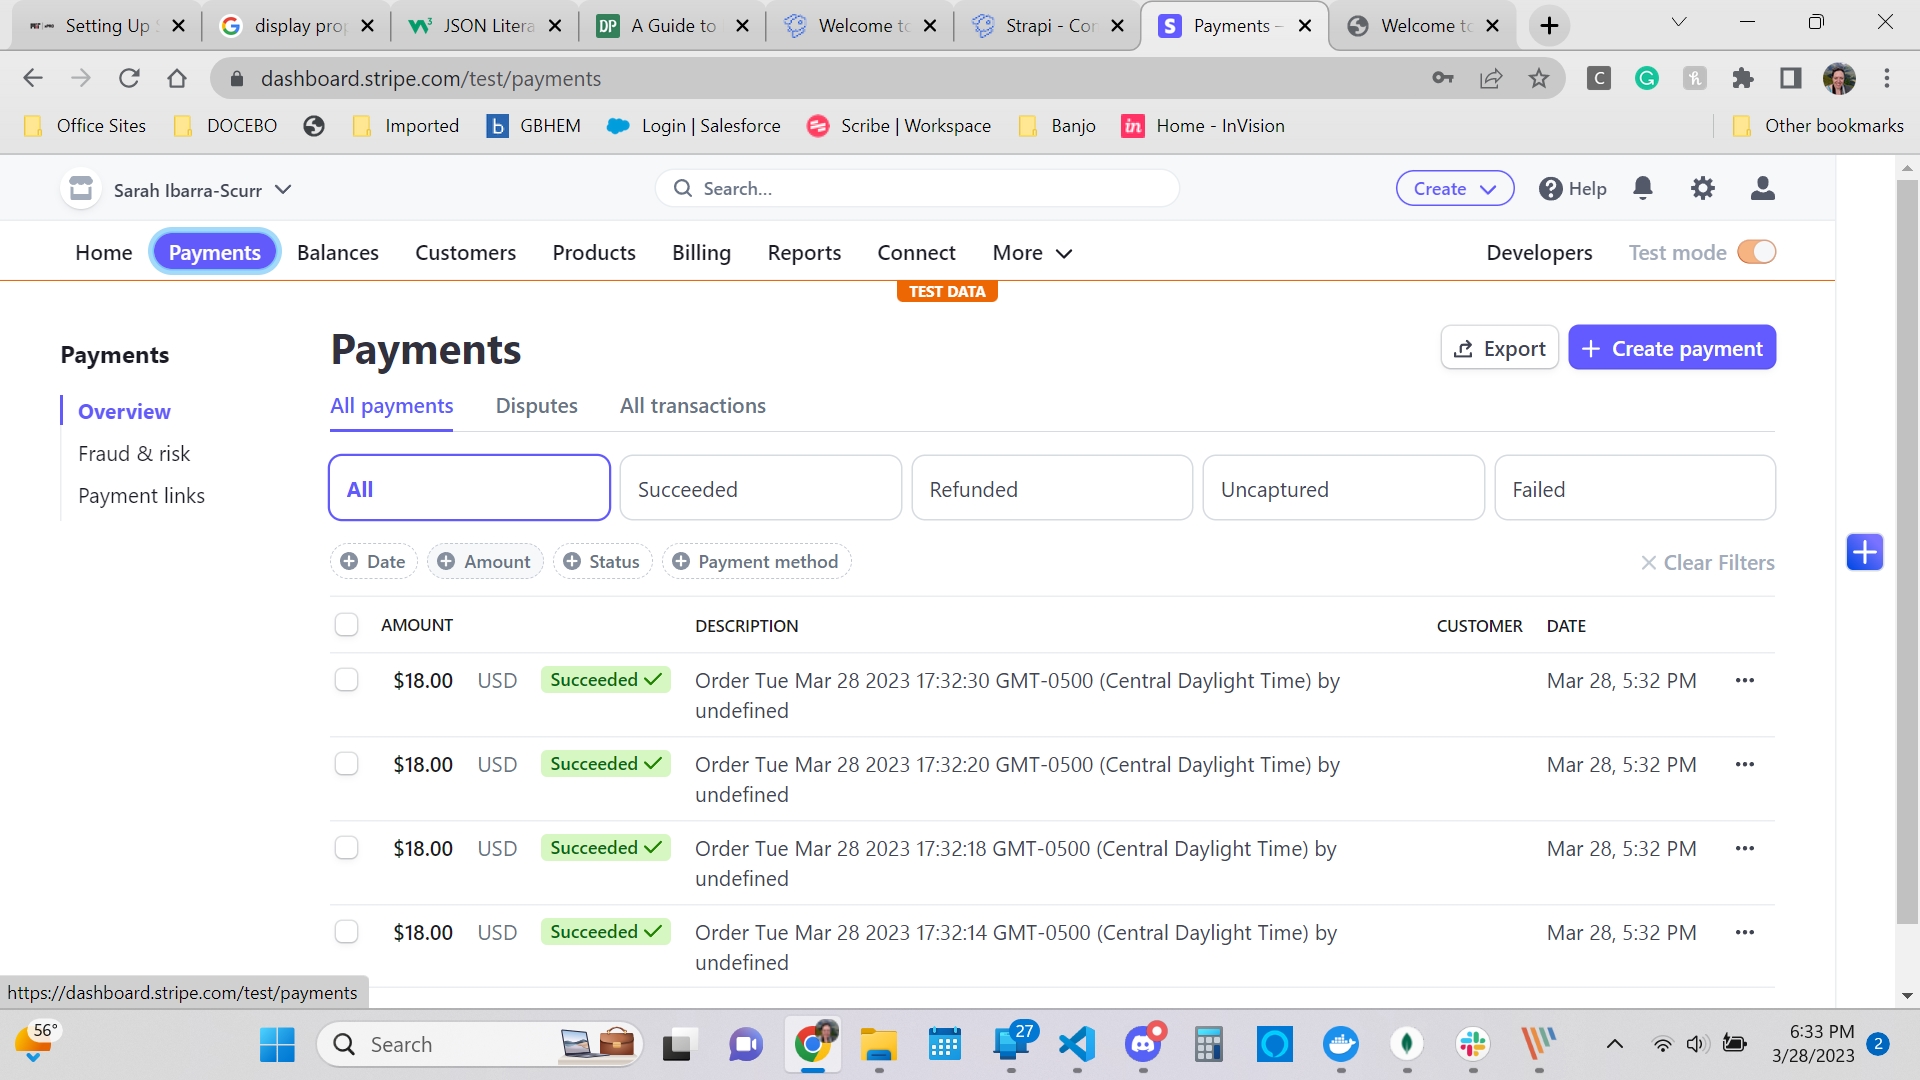 Setting Up S
display prop
JSON Litera
DP
A Guide to
Welcome to
Strapi - Con
S
Payments –
Welcome to
dashboard.stripe.com/test/payments
C
Office Sites
DOCEBO
Imported
b
GBHEM
Login | Salesforce
Scribe | Workspace
Banjo
in
Home - InVision
Other bookmarks
Sarah Ibarra-Scurr
Search...
Create
Help
Home
Payments
Balances
Customers
Products
Billing
Reports
Connect
More
Developers
Test mode
TEST DATA
Payments
Overview
Fraud & risk
Payment links
Payments
Export
Create payment
All payments
Disputes
All transactions
All
Succeeded
Refunded
Uncaptured
Failed
Date
Amount
Status
Payment method
Clear Filters
AMOUNT
DESCRIPTION
CUSTOMER
DATE
$18.00 USD Succeeded Order Tue Mar 28 2023 17:32:30 GMT-0500 (Central Daylight Time) by Mar 28, 5:32 PM
undefined
$18.00 USD Succeeded Order Tue Mar 28 2023 17:32:20 GMT-0500 (Central Daylight Time) by Mar 28, 5:32 PM
undefined
$18.00 USD Succeeded Order Tue Mar 28 2023 17:32:18 GMT-0500 (Central Daylight Time) by Mar 28, 5:32 PM
undefined
$18.00 USD Succeeded Order Tue Mar 28 2023 17:32:14 GMT-0500 (Central Daylight Time) by Mar 28, 5:32 PM
undefined
https://dashboard.stripe.com/test/payments
56°
Search
27
6:33 PM
3/28/2023
2